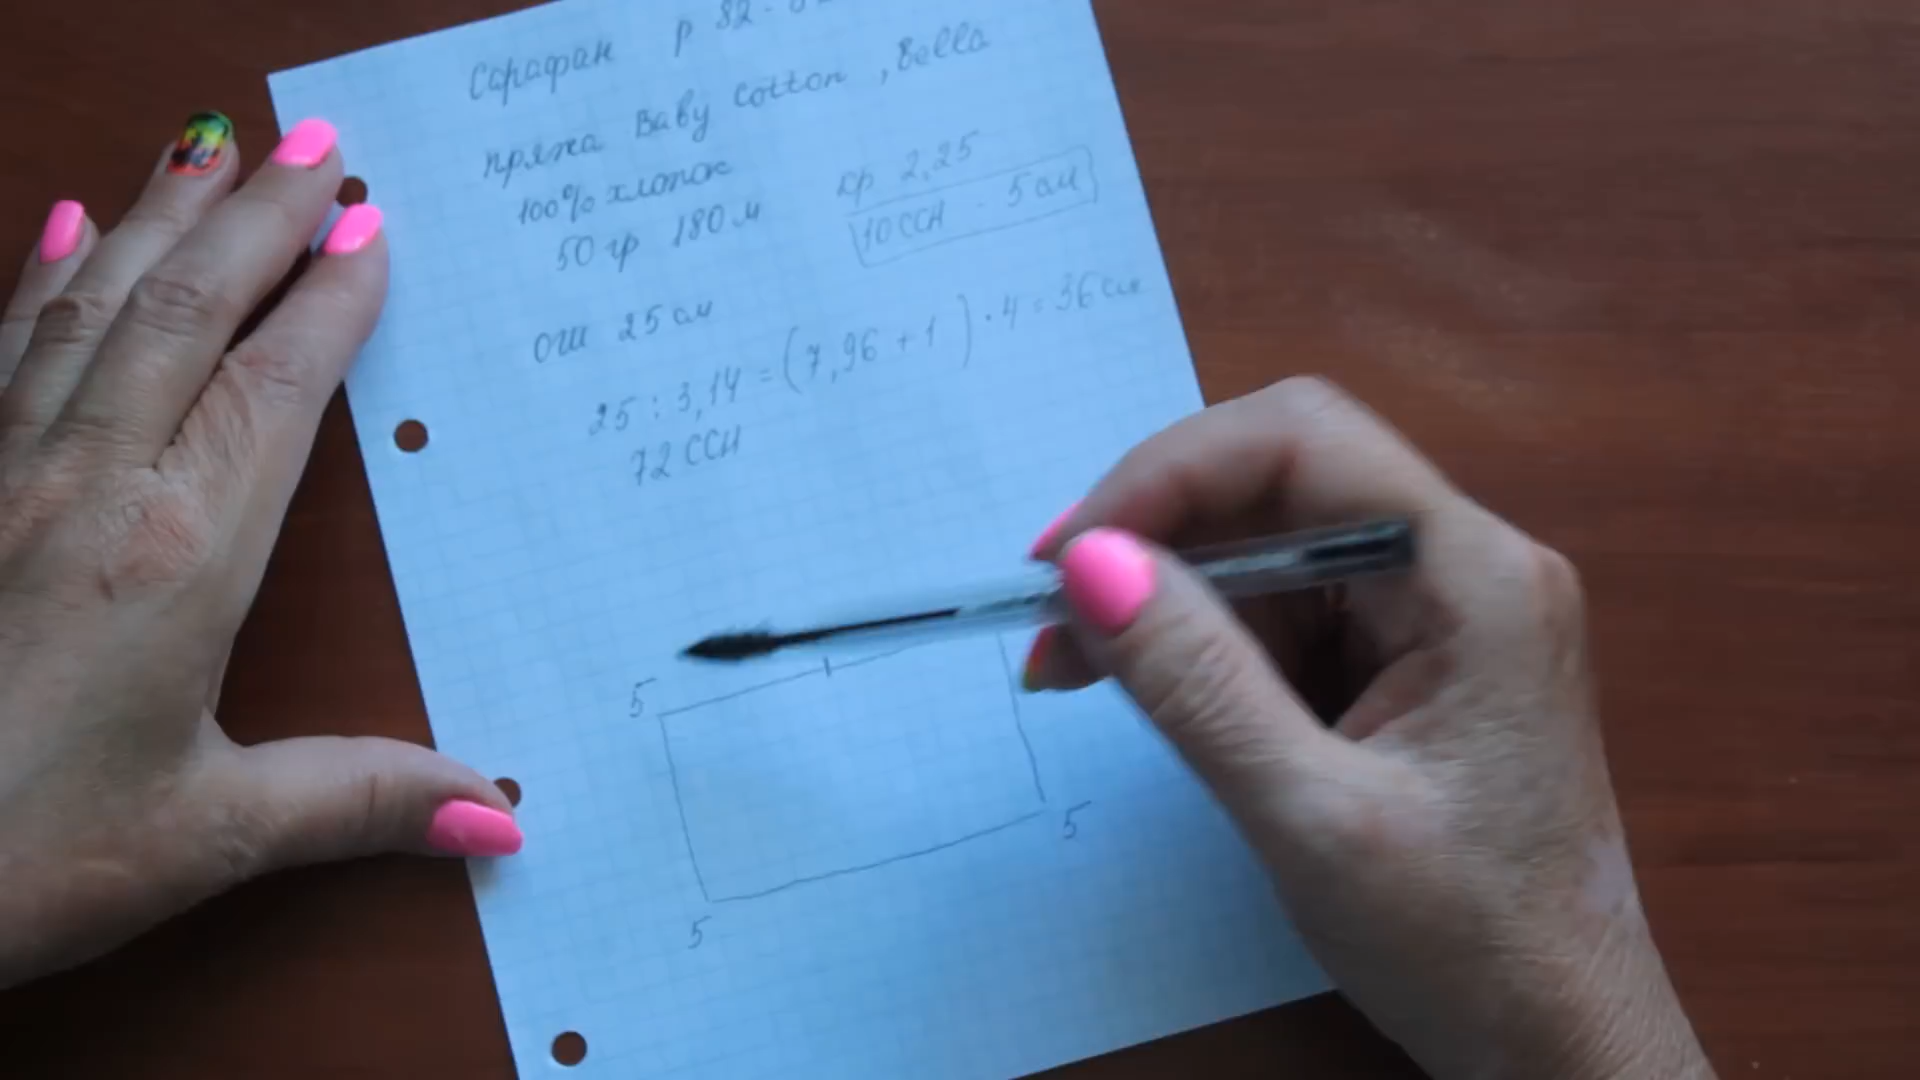 Сарафан р 82 -
пряжа Baby Cotton , Bella
100% хлопок
50 гр 180 м
кр 2,25
10 ССН - 5 см
ОШ 25 см
25 : 3,14 = (7,96 + 1) · 4 = 36 см
72 ССН
5
5
5